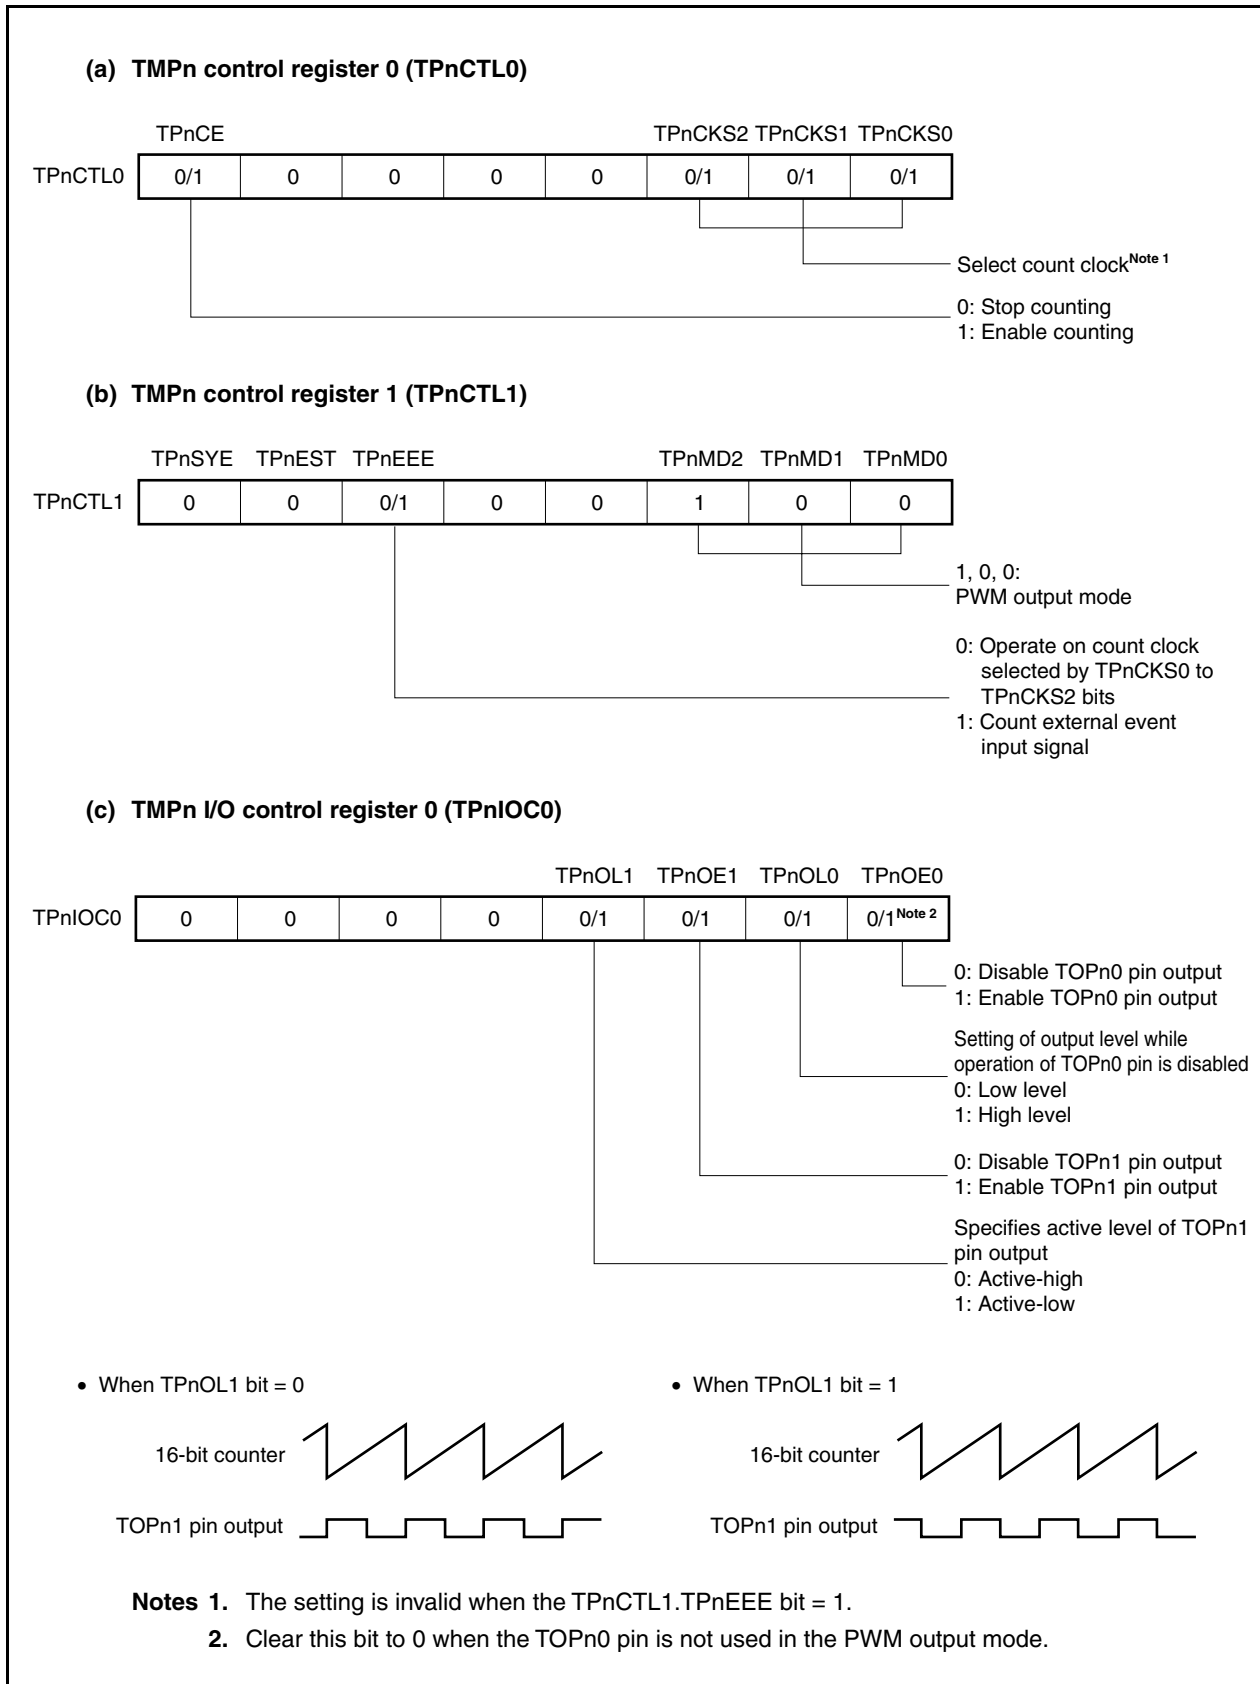 (a) TMPn control register 0 (TPnCTL0)
TPnCE TPnCKS2 TPnCKS1 TPnCKS0
TPnCTL0 0/1 0 0 0 0 0/1 0/1 0/1
Select count clock Note 1
0: Stop counting
1: Enable counting
(b) TMPn control register 1 (TPnCTL1)
TPnSYE TPnEST TPnEEE TPnMD2 TPnMD1 TPnMD0
TPnCTL1 0 0 0/1 0 0 1 0 0
1, 0, 0:
PWM output mode
0: Operate on count clock
selected by TPnCKS0 to
TPnCKS2 bits
1: Count external event
input signal
(c) TMPn I/O control register 0 (TPnIOC0)
TPnOL1 TPnOE1 TPnOL0 TPnOE0
TPnIOC0 0 0 0 0 0/1 0/1 0/1 0/1 Note 2
0: Disable TOPn0 pin output
1: Enable TOPn0 pin output
Setting of output level while
operation of TOPn0 pin is disabled
0: Low level
1: High level
0: Disable TOPn1 pin output
1: Enable TOPn1 pin output
Specifies active level of TOPn1
pin output
0: Active-high
1: Active-low
• When TPnOL1 bit = 0
16-bit counter
TOPn1 pin output
• When TPnOL1 bit = 1
16-bit counter
TOPn1 pin output
Notes 1. The setting is invalid when the TPnCTL1.TPnEEE bit = 1.
2. Clear this bit to 0 when the TOPn0 pin is not used in the PWM output mode.